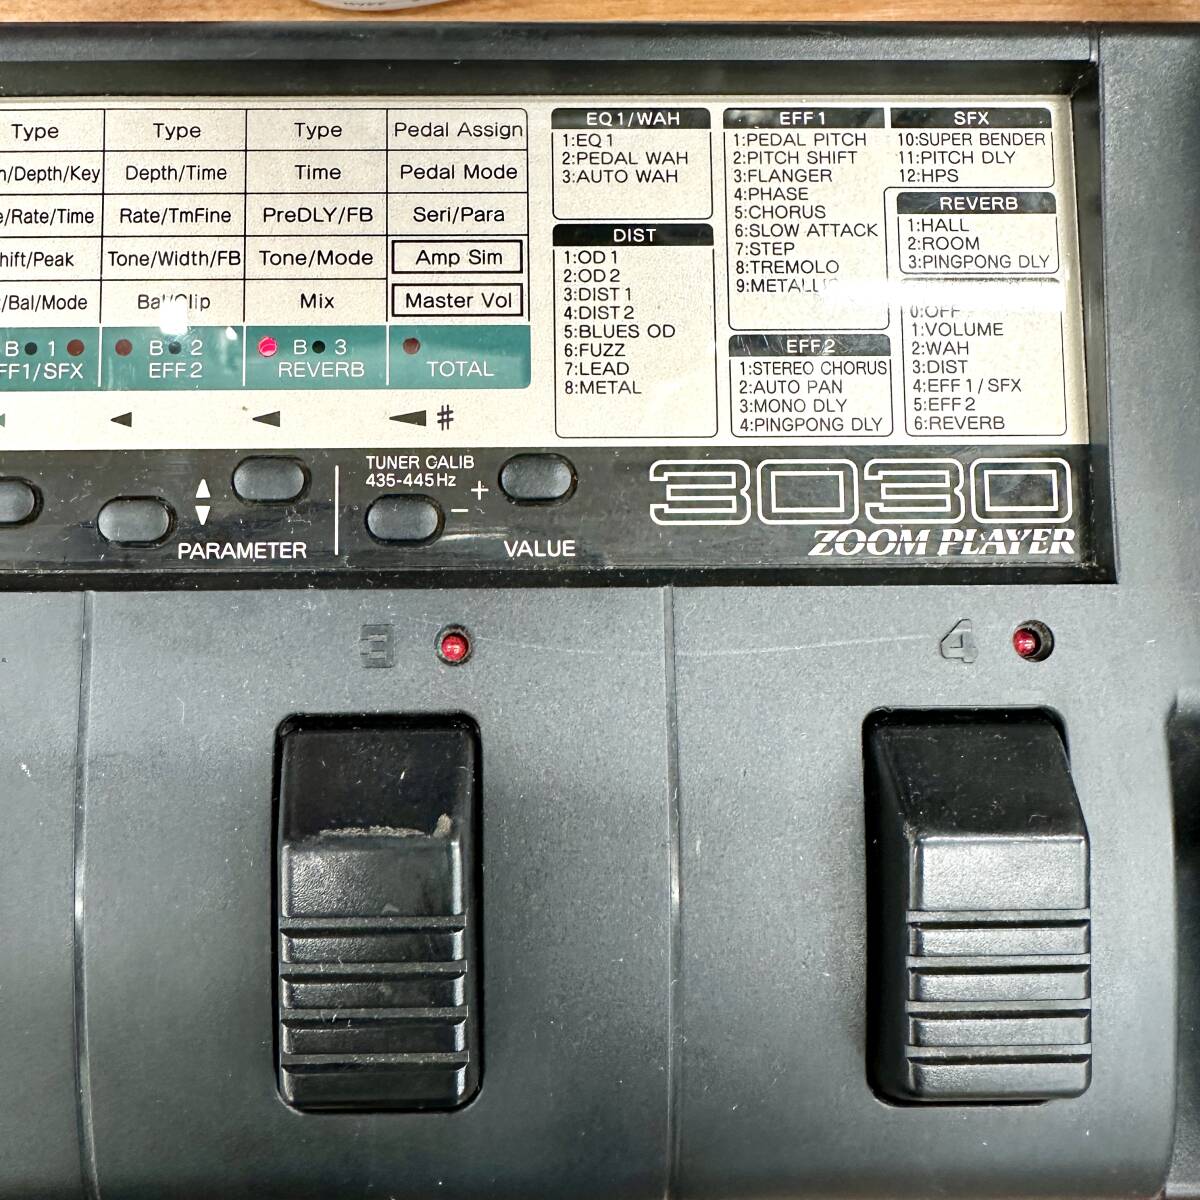 Type Type Type Pedal Assign
/Depth/Key Depth/Time Time Pedal Mode
/Rate/Time Rate/TmFine PreDLY/FB Seri/Para
hift/Peak Tone/Width/FB Tone/Mode Amp Sim
/Bal/Mode Bal/Clip Mix Master Vol
B 1 B 2 B 3
FF1/SFX EFF2 REVERB TOTAL
#
EQ1/WAH
1:EQ1
2:PEDAL WAH
3:AUTO WAH
DIST
1:OD1
2:OD2
3:DIST1
4:DIST2
5:BLUES OD
6:FUZZ
7:LEAD
8:METAL
EFF1
1:PEDAL PITCH
2:PITCH SHIFT
3:FLANGER
4:PHASE
5:CHORUS
6:SLOW ATTACK
7:STEP
8:TREMOLO
9:METALLI
EFF2
1:STEREO CHORUS
2:AUTO PAN
3:MONO DLY
4:PINGPONG DLY
SFX
10:SUPER BENDER
11:PITCH DLY
12:HPS
REVERB
1:HALL
2:ROOM
3:PINGPONG DLY
0:OFF
1:VOLUME
2:WAH
3:DIST
4:EFF1/SFX
5:EFF2
6:REVERB
PARAMETER
TUNER CALIB
435-445Hz
+
−
VALUE
3030
ZOOM PLAYER
3
4